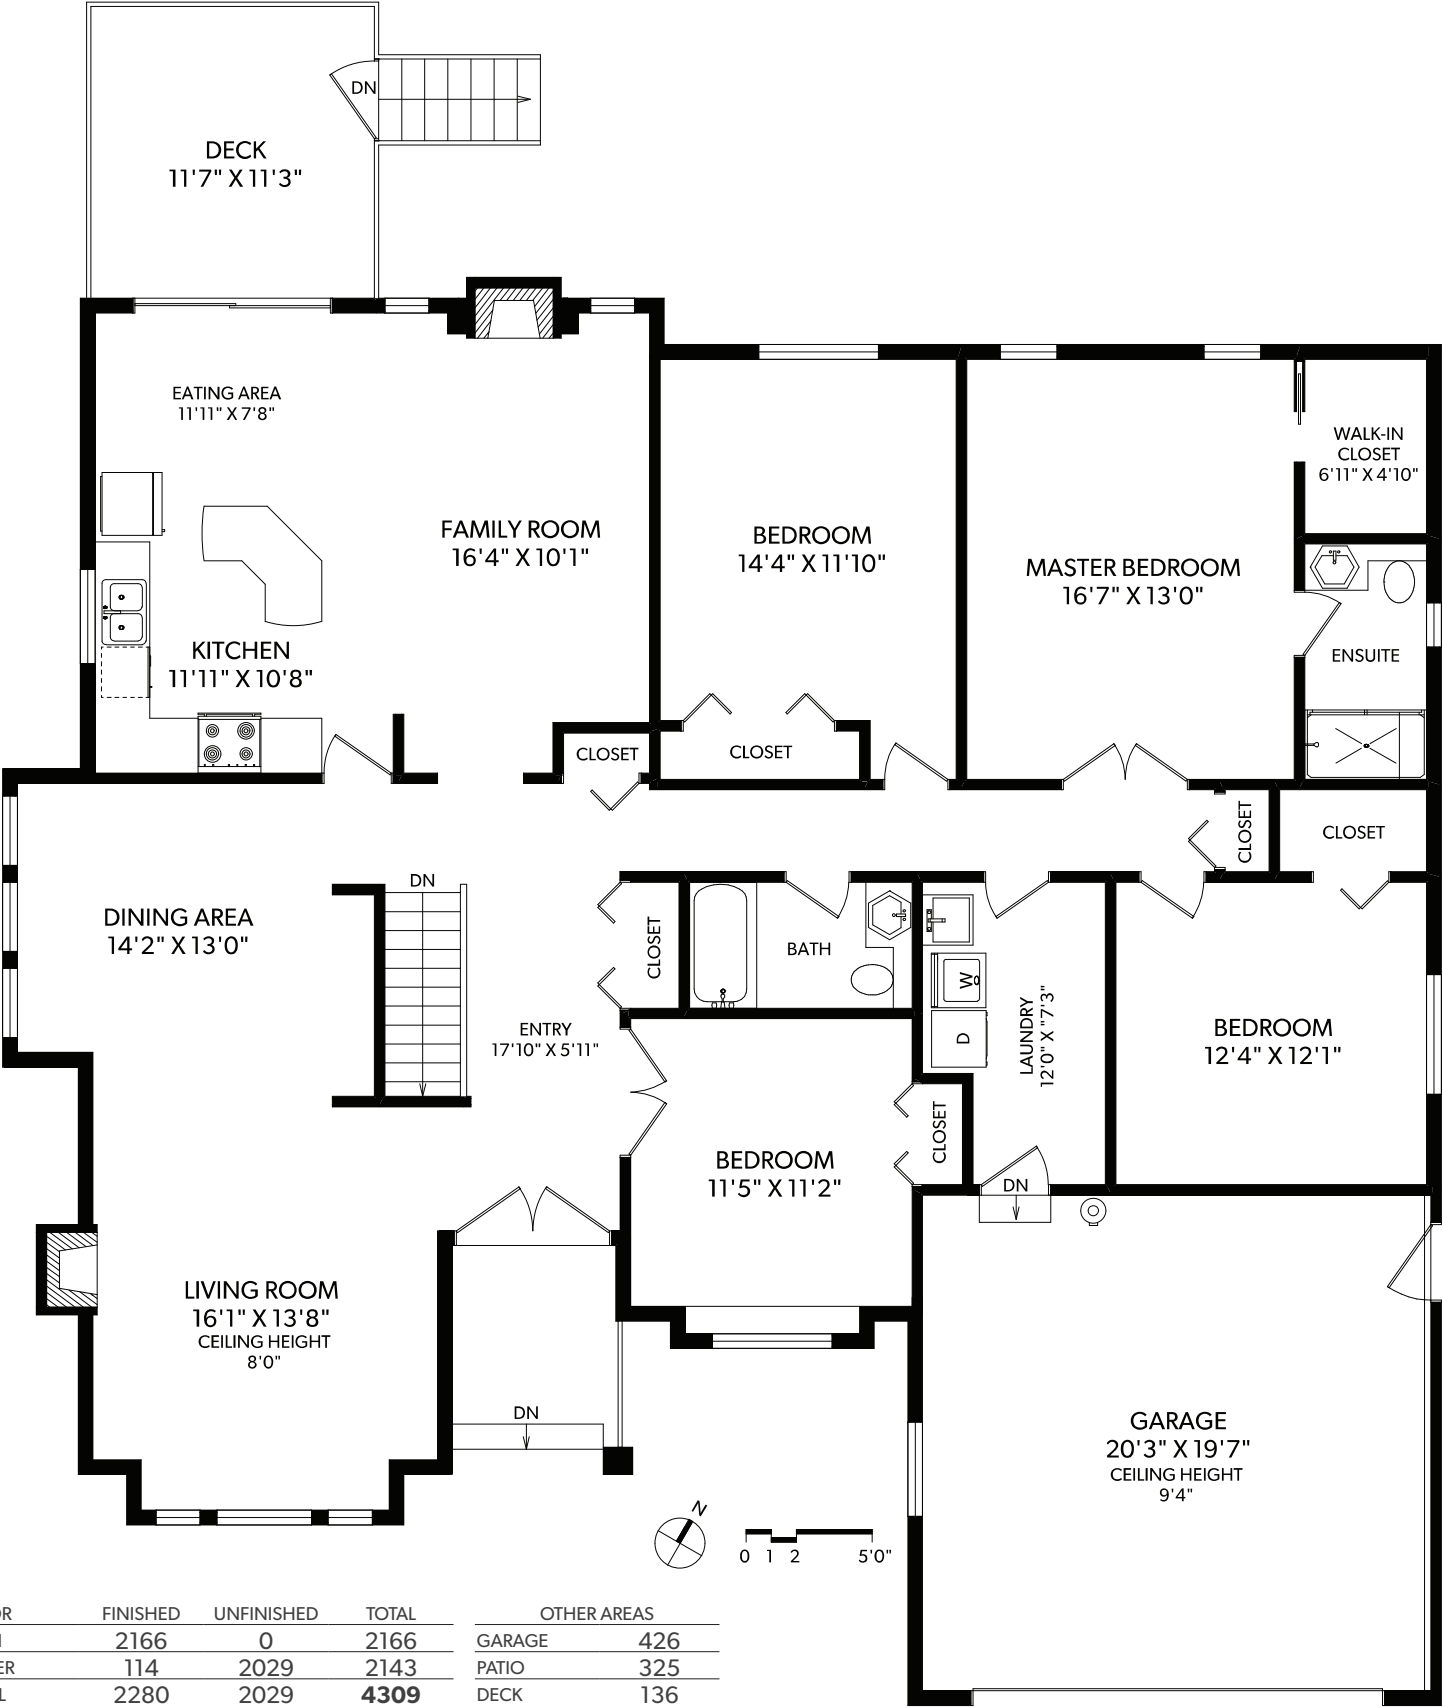 DN
DECK
11'7" X 11'3"
EATING AREA
11'11" X 7'8"
WALK-IN
CLOSET
6'11" X 4'10"
FAMILY ROOM
16'4" X 10'1"
BEDROOM
14'4" X 11'10"
MASTER BEDROOM
16'7" X 13'0"
KITCHEN
11'11" X 10'8"
ENSUITE
CLOSET
CLOSET
CLOSET
CLOSET
DN
DINING AREA
14'2" X 13'0"
CLOSET
BATH
W
D
LAUNDRY
12'0" X "7'3"
ENTRY
17'10" X 5'11"
BEDROOM
12'4" X 12'1"
BEDROOM
11'5" X 11'2"
CLOSET
DN
LIVING ROOM
16'1" X 13'8"
CEILING HEIGHT
8'0"
DN
GARAGE
20'3" X 19'7"
CEILING HEIGHT
9'4"
N
0 1 2 5'0"
FINISHED UNFINISHED TOTAL OTHER AREAS
2166 0 2166 GARAGE 426
114 2029 2143 PATIO 325
2280 2029 4309 DECK 136